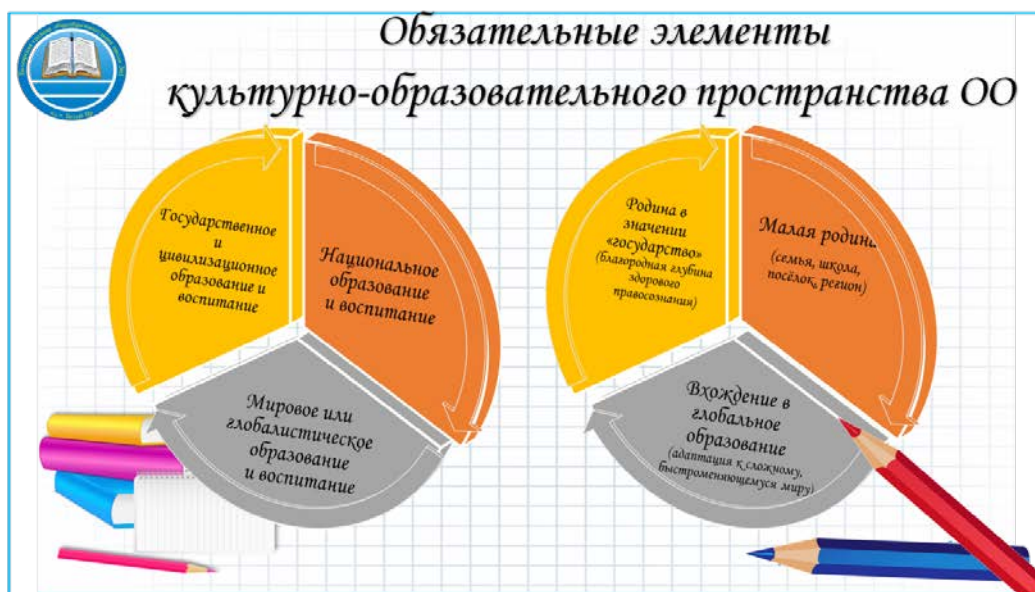 Обязательные элементы
культурно-образовательного пространства ОО
Государственное
и
цивилизационное
образование и
воспитание
Национальное
образование
и воспитание
Мировое или
глобалистическое
образование
и воспитание
Родина в
значении
«государство»
(благородная глубина
здорового
правосознания)
Малая родина
(семья, школа,
посёлок, регион)
Вхождение в
глобальное
образование
(адаптация к сложному,
быстроменяющемуся миру)